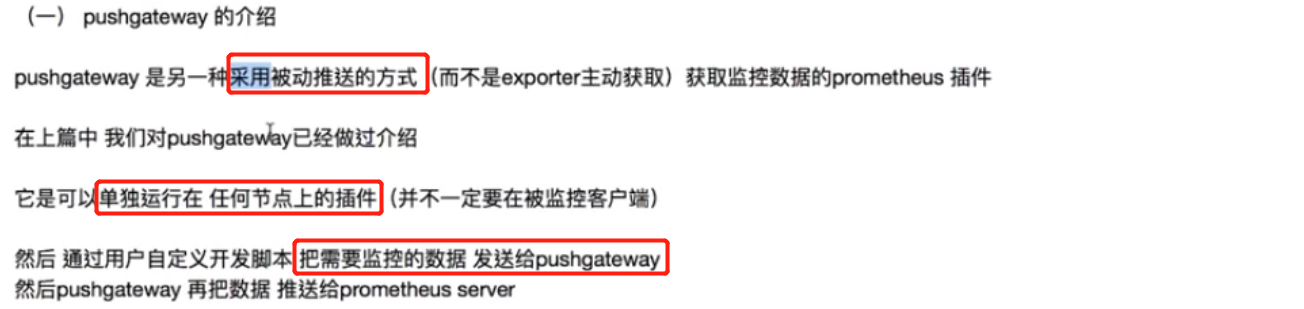 （一） pushgateway 的介绍
pushgateway 是另一种采用被动推送的方式（而不是exporter主动获取）获取监控数据的prometheus 插件
在上篇中 我们对pushgateway已经做过介绍
它是可以单独运行在 任何节点上的插件（并不一定要在被监控客户端）
然后 通过用户自定义开发脚本 把需要监控的数据 发送给pushgateway
然后pushgateway 再把数据 推送给prometheus server